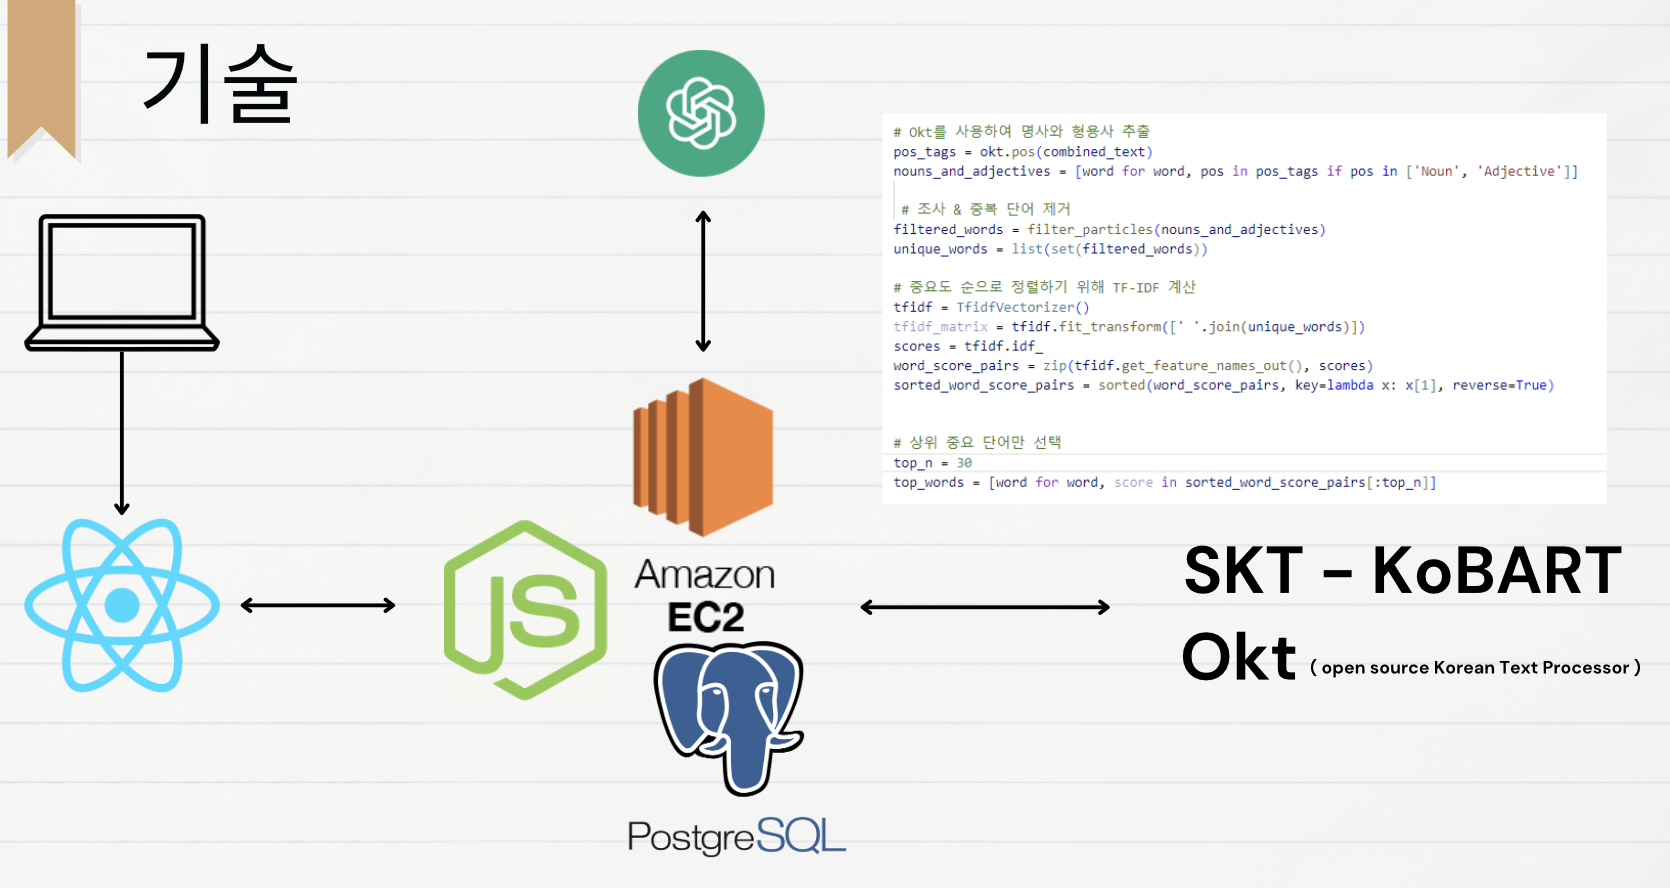 기술
# Okt를 사용하여 명사와 형용사 추출
pos_tags = okt.pos(combined_text)
nouns_and_adjectives = [word for word, pos in pos_tags if pos in ['Noun', 'Adjective']]
# 조사 & 중복 단어 제거
filtered_words = filter_particles(nouns_and_adjectives)
unique_words = list(set(filtered_words))
# 중요도 순으로 정렬하기 위해 TF-IDF 계산
tfidf = TfidfVectorizer()
tfidf_matrix = tfidf.fit_transform([' '.join(unique_words)])
scores = tfidf.idf_
word_score_pairs = zip(tfidf.get_feature_names_out(), scores)
sorted_word_score_pairs = sorted(word_score_pairs, key=lambda x: x[1], reverse=True)
# 상위 중요 단어만 선택
top_n = 30
top_words = [word for word, score in sorted_word_score_pairs[:top_n]]
JS
Amazon
EC2
PostgreSQL
SKT – KoBART
Okt ( open source Korean Text Processor )